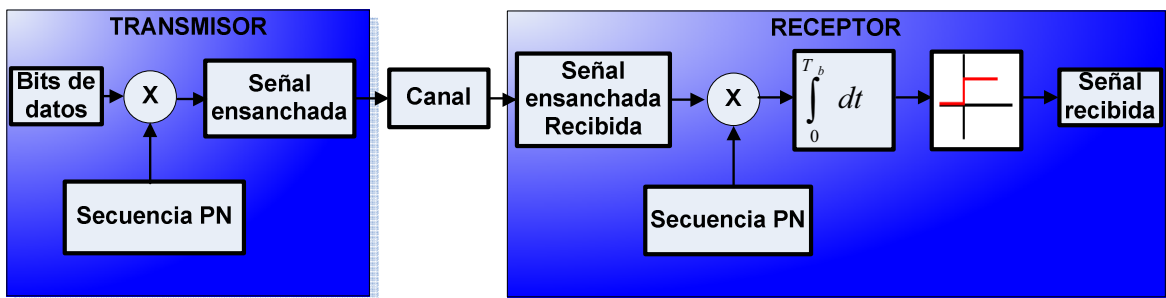 TRANSMISOR
Bits de
datos
X
Señal
ensanchada
Secuencia PN
Canal
RECEPTOR
Señal
ensanchada
Recibida
X
Secuencia PN
T b
∫ dt
0
Señal
recibida